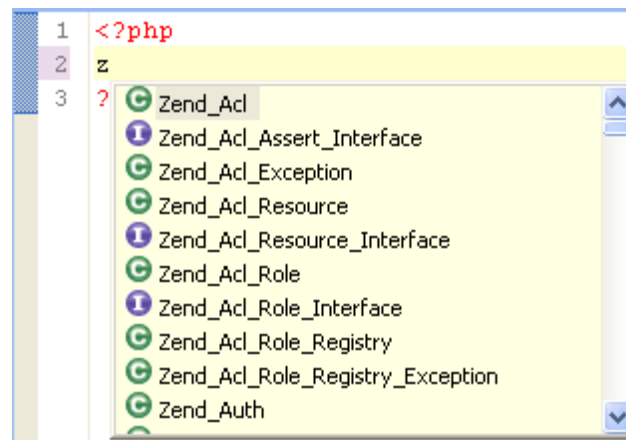 1 <?php
2 z
3 ?
C Zend_Acl
I Zend_Acl_Assert_Interface
C Zend_Acl_Exception
C Zend_Acl_Resource
I Zend_Acl_Resource_Interface
C Zend_Acl_Role
I Zend_Acl_Role_Interface
C Zend_Acl_Role_Registry
C Zend_Acl_Role_Registry_Exception
C Zend_Auth